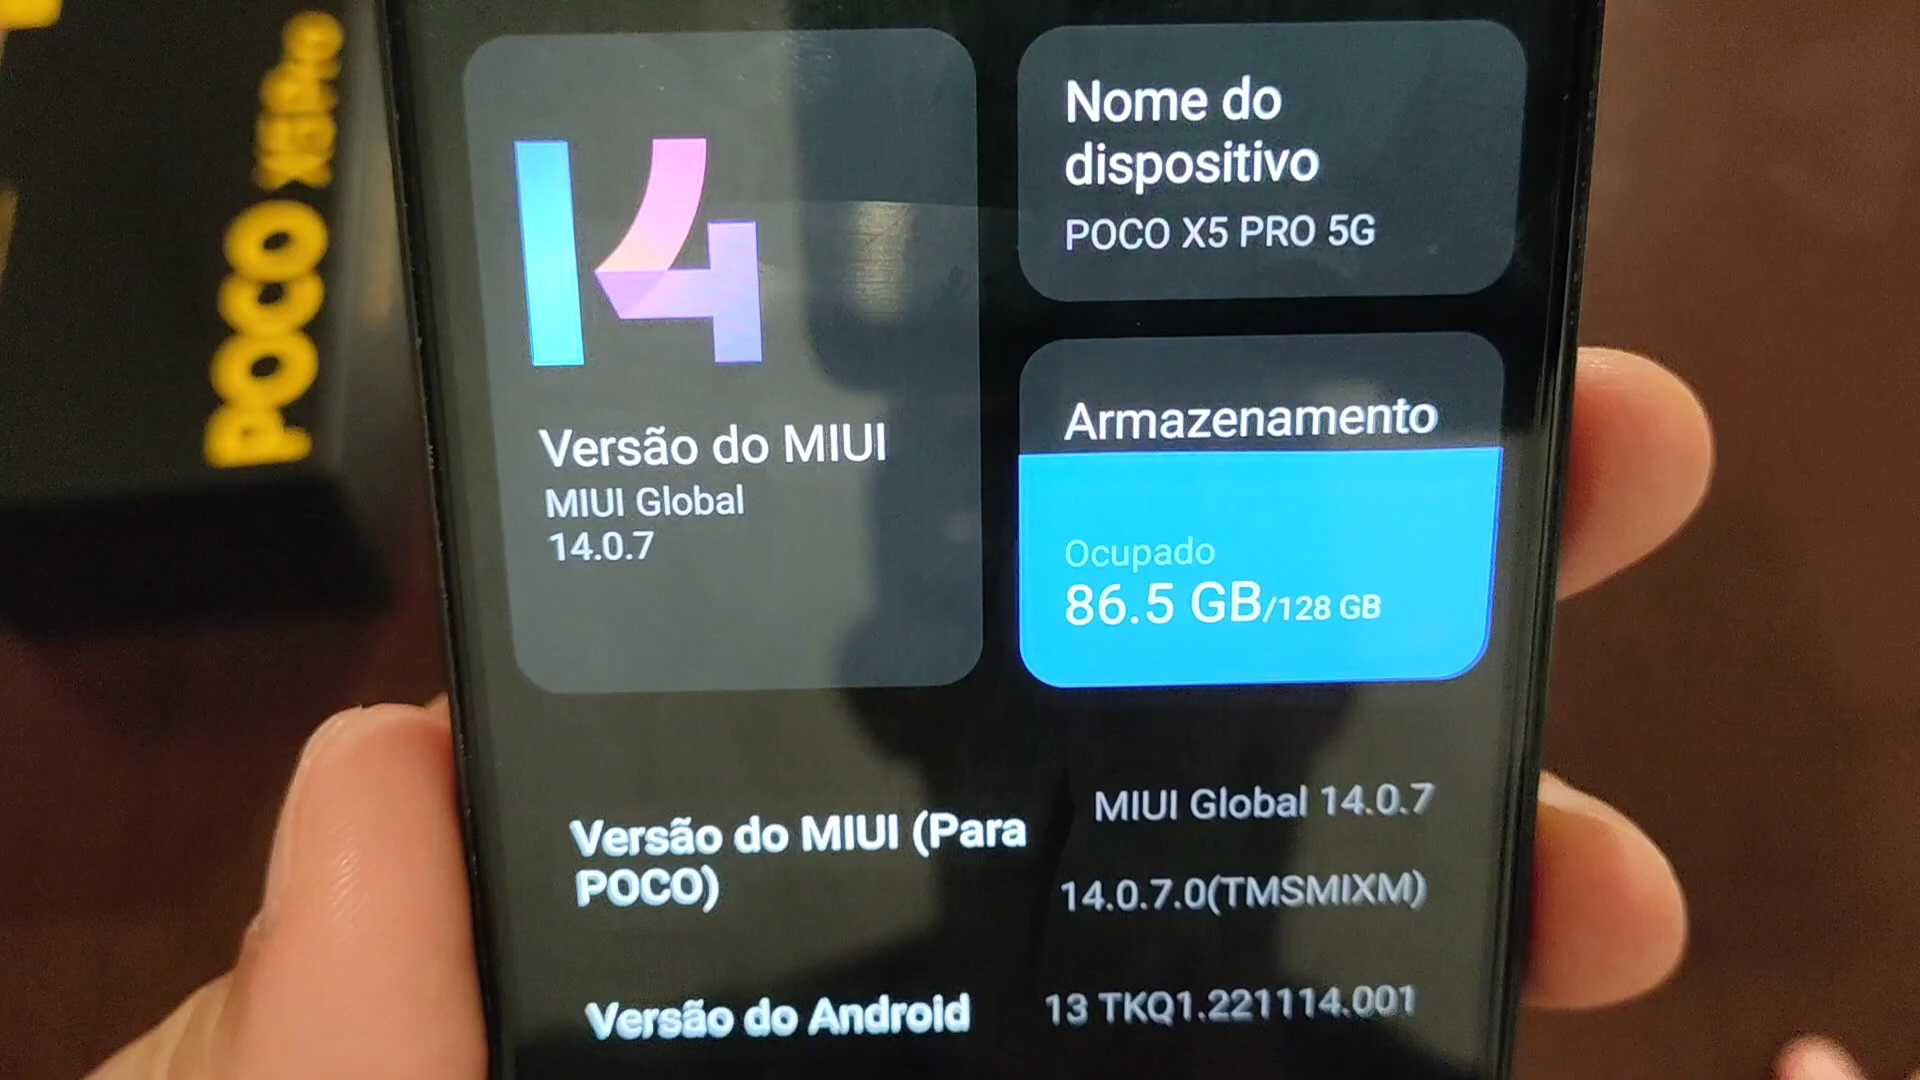 POCO X5 Pro
14
Versão do MIUI
MIUI Global
14.0.7
Nome do
dispositivo
POCO X5 PRO 5G
Armazenamento
Ocupado
86.5 GB/128 GB
Versão do MIUI (Para
POCO)
MIUI Global 14.0.7
14.0.7.0(TMSMIXM)
Versão do Android
13 TKQ1.221114.001